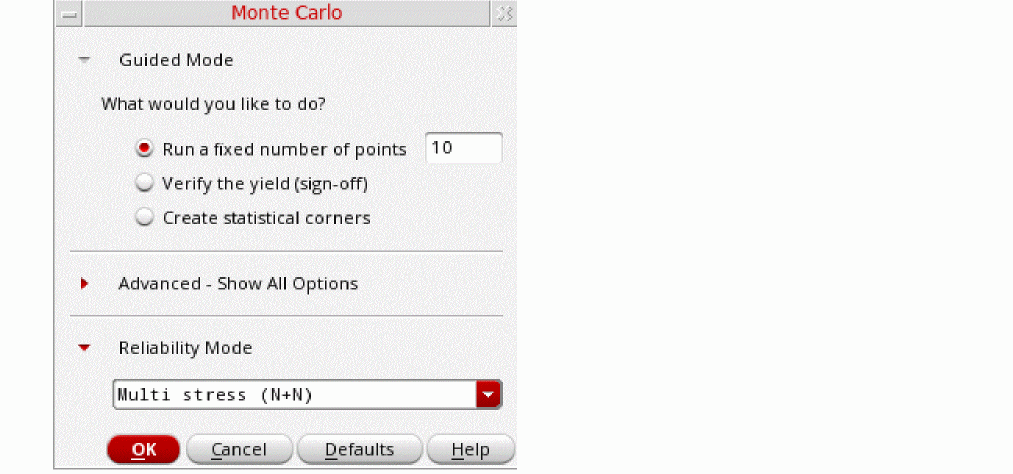 Monte Carlo
Guided Mode
What would you like to do?
Run a fixed number of points 10
Verify the yield (sign-off)
Create statistical corners
Advanced - Show All Options
Reliability Mode
Multi stress (N+N)
OK Cancel Defaults Help